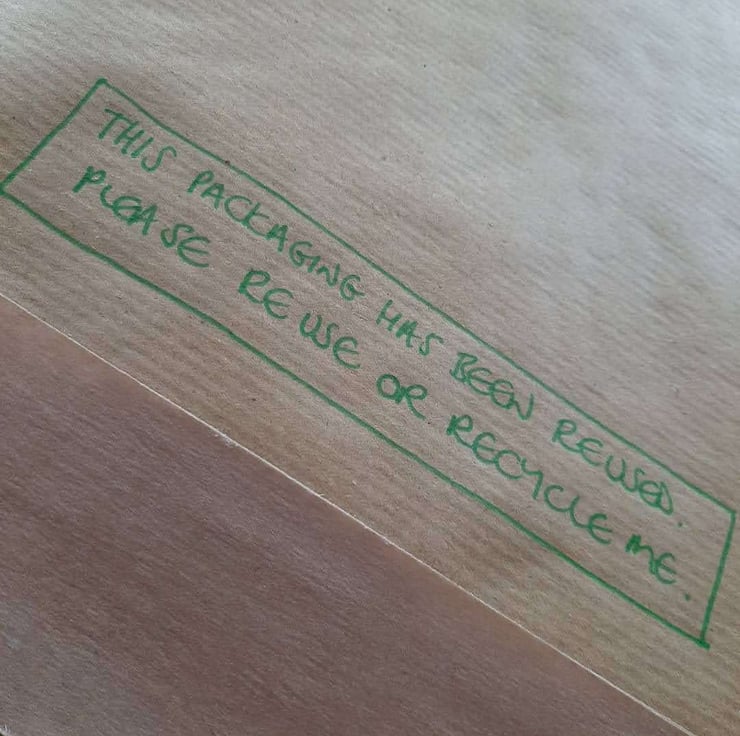 THIS PACKAGING HAS BEEN REUSED.
PLEASE REUSE OR RECYCLE ME.